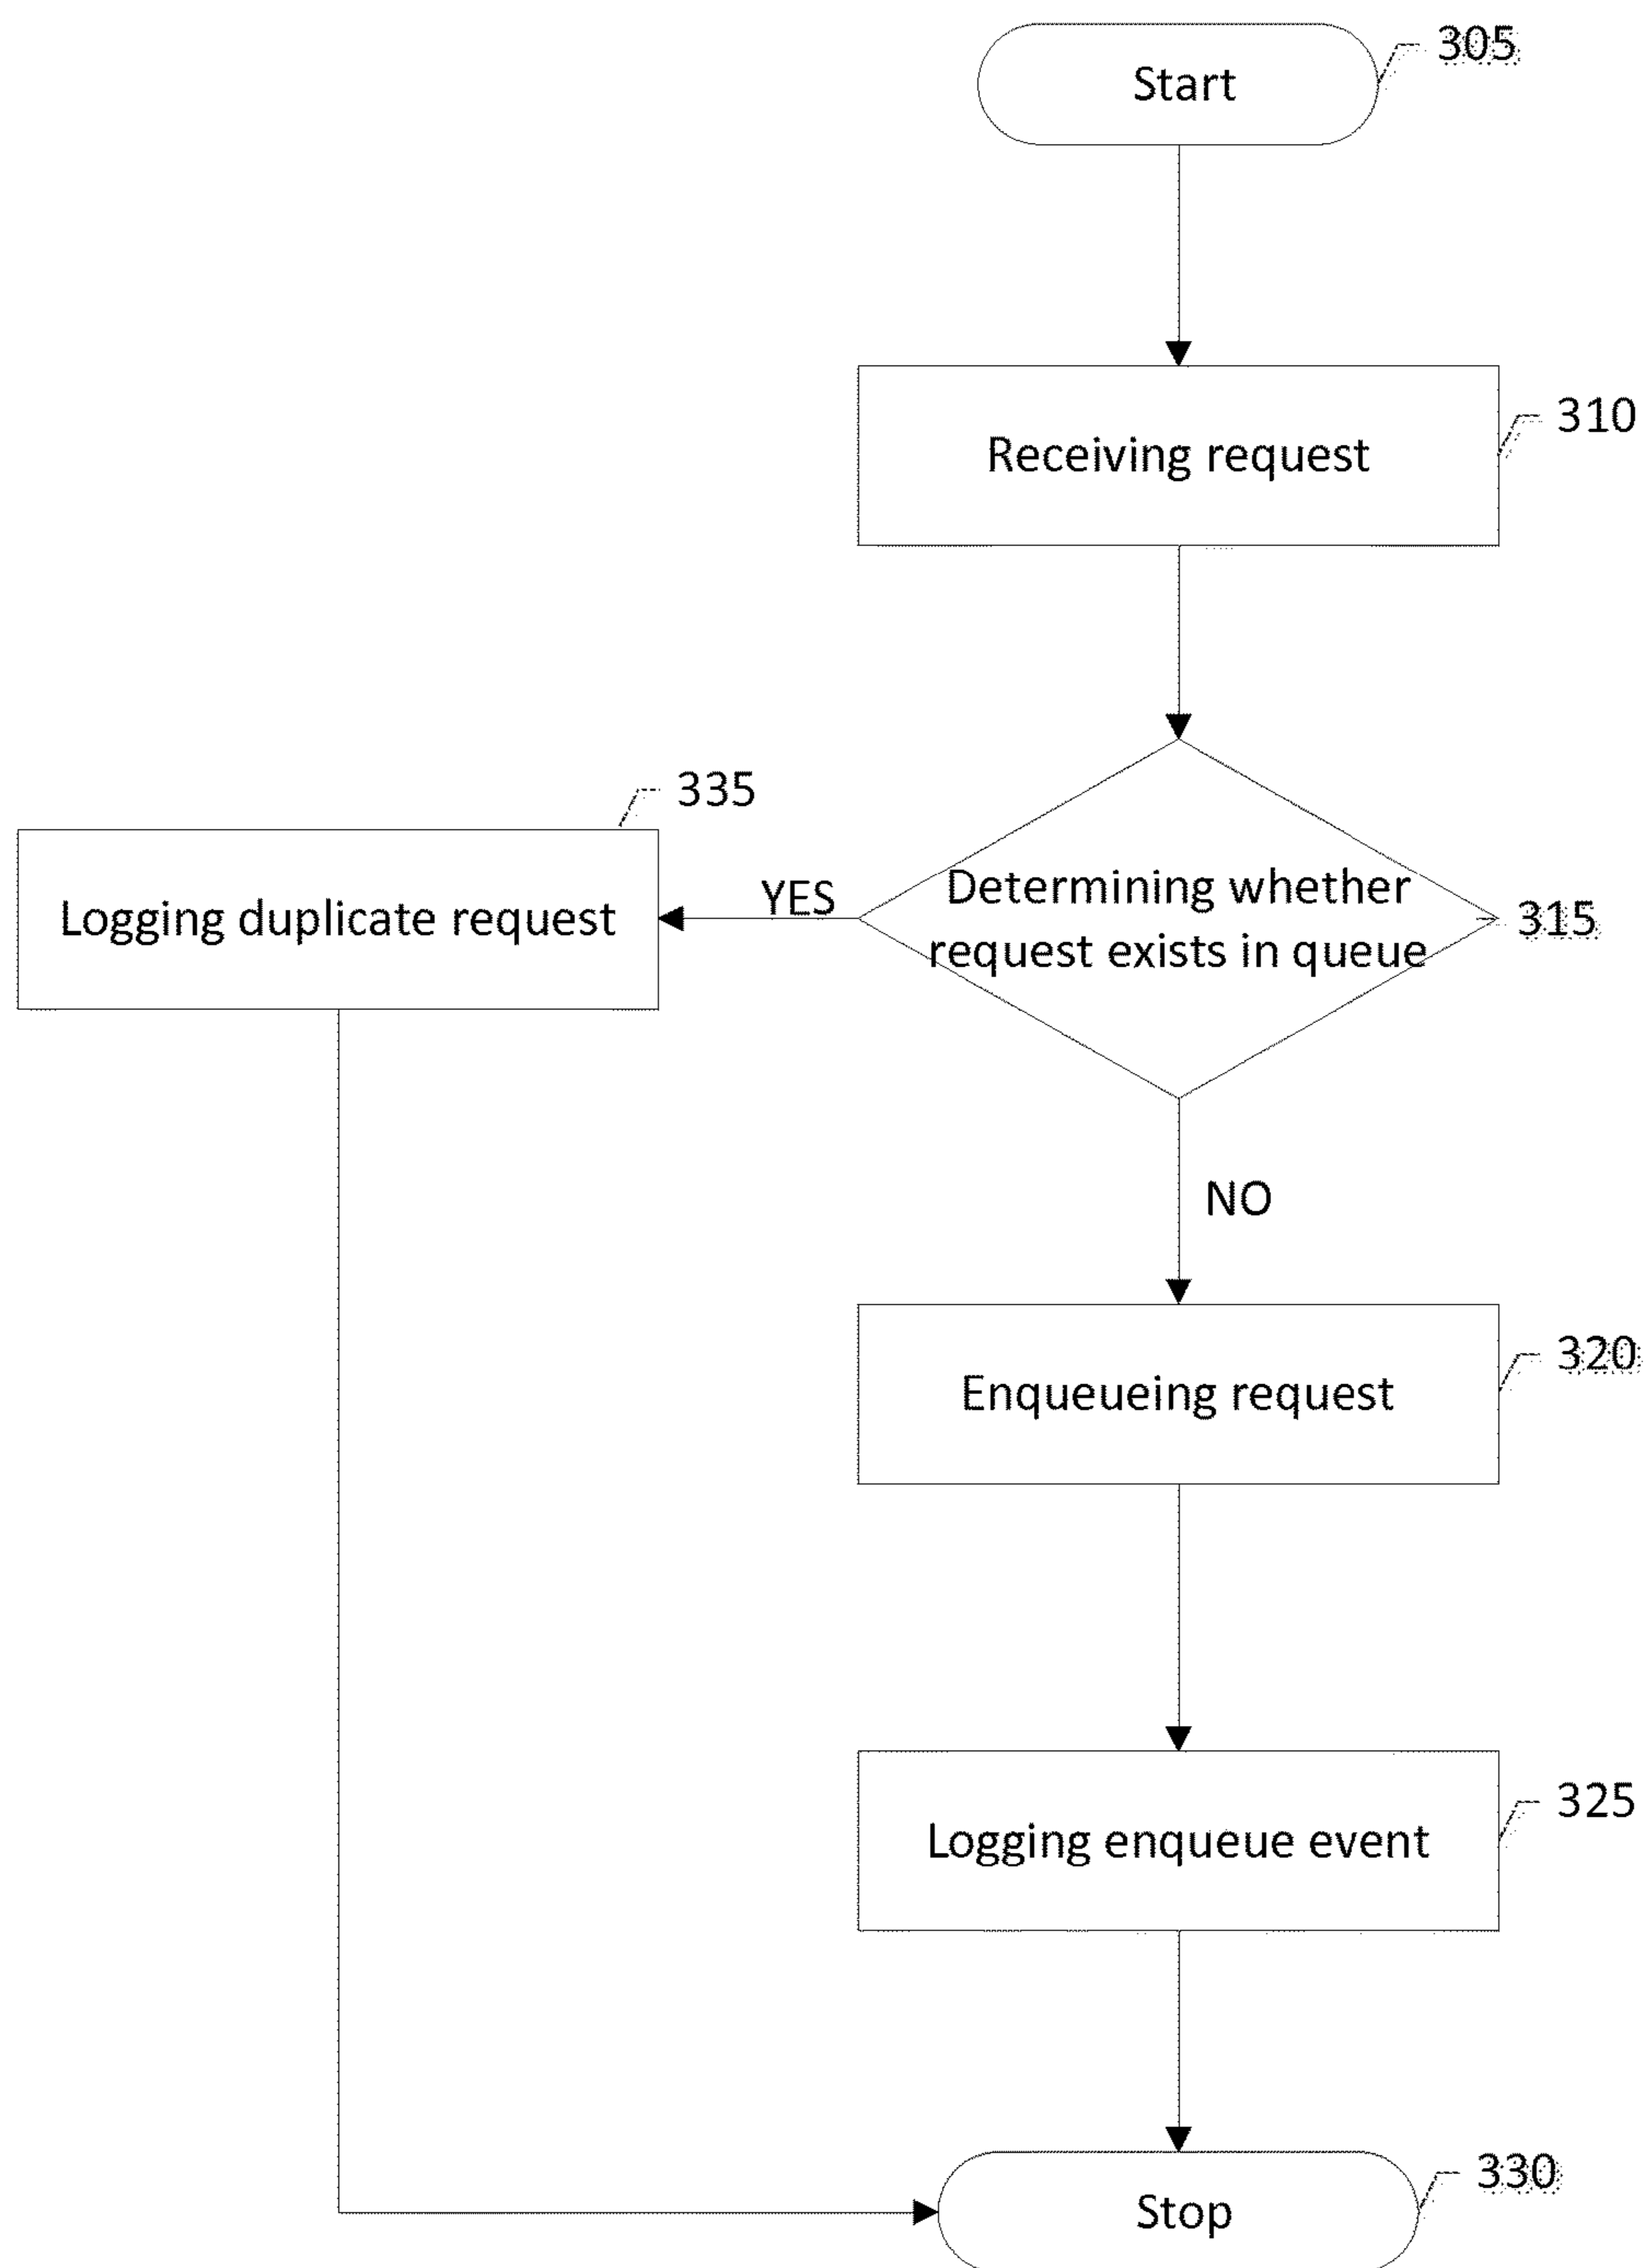 Start
305
Receiving request
310
335
Logging duplicate request
YES
Determining whether
request exists in queue
315
NO
Enqueueing request
320
Logging enqueue event
325
Stop
330